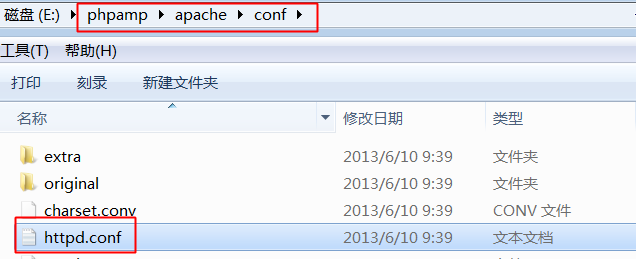 磁盘 (E:) ▸ phpamp ▸ apache ▸ conf ▸
工具(T) 帮助(H)
打印 刻录 新建文件夹
名称 修改日期 类型
extra 2013/6/10 9:39 文件夹
original 2013/6/10 9:39 文件夹
charset.conv 2013/6/10 9:39 CONV 文件
httpd.conf 2013/6/10 9:39 文本文档